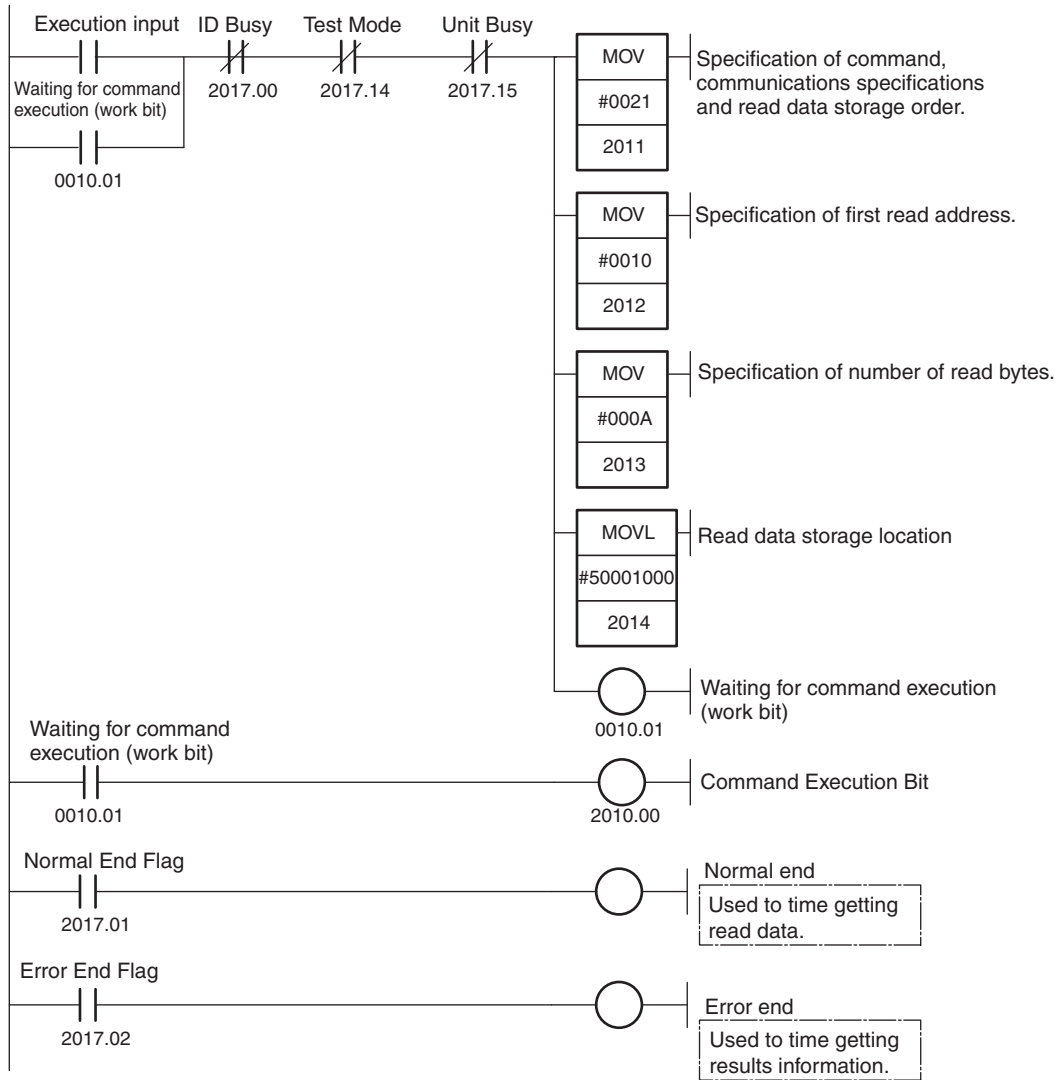 Execution input
ID Busy
Test Mode
Unit Busy
2017.00
2017.14
2017.15
Waiting for command
execution (work bit)
0010.01
MOV
#0021
2011
Specification of command,
communications specifications
and read data storage order.
MOV
#0010
2012
Specification of first read address.
MOV
#000A
2013
Specification of number of read bytes.
MOVL
#50001000
2014
Read data storage location
0010.01
Waiting for command execution
(work bit)
Waiting for command
execution (work bit)
0010.01
2010.00
Command Execution Bit
Normal End Flag
2017.01
Normal end
Used to time getting
read data.
Error End Flag
2017.02
Error end
Used to time getting
results information.